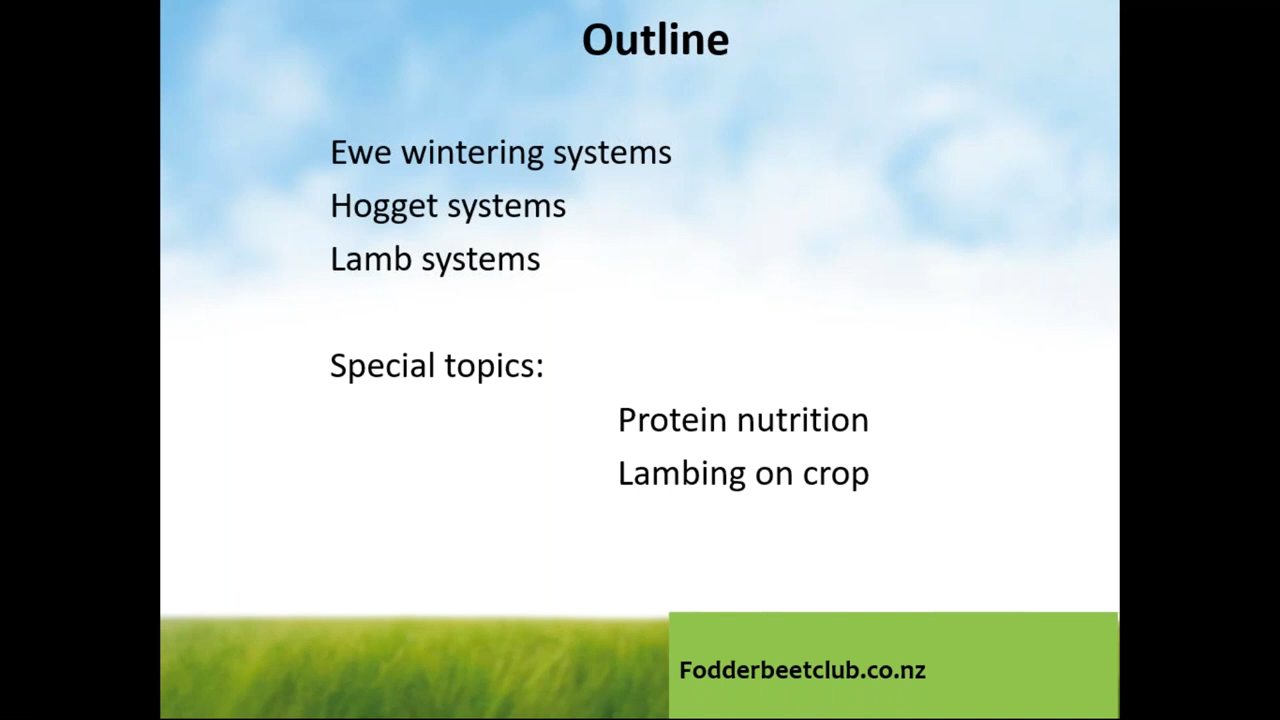 Outline
Ewe wintering systems
Hogget systems
Lamb systems
Special topics:
Protein nutrition
Lambing on crop
Fodderbeetclub.co.nz